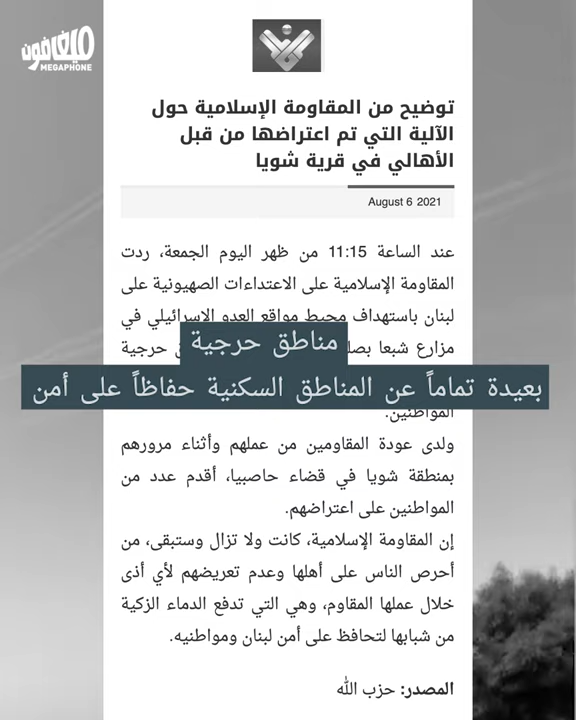 ميغافون
MEGAPHONE
توضيح من المقاومة الإسلامية حول
الآلية التي تم اعتراضها من قبل
الأهالي في قرية شويا
August 6 2021
عند الساعة 11:15 من ظهر اليوم الجمعة، ردت
المقاومة الإسلامية على الاعتداءات الصهيونية على
لبنان باستهداف محيط مواقع العدو الإسرائيلي في
مزارع شبعا حرجية
مناطق حرجية
بعيدة تماماً عن المناطق السكنية حفاظاً على أمن
المواطنين.
ولدى عودة المقاومين من عملهم وأثناء مرورهم
بمنطقة شويا في قضاء حاصبيا، أقدم عدد من
المواطنين على اعتراضهم.
إن المقاومة الإسلامية، كانت ولا تزال وستبقى، من
أحرص الناس على أهلها وعدم تعريضهم لأي أذى
خلال عملها المقاوم، وهي التي تدفع الدماء الزكية
من شبابها لتحافظ على أمن لبنان ومواطنيه.
المصدر: حزب الله